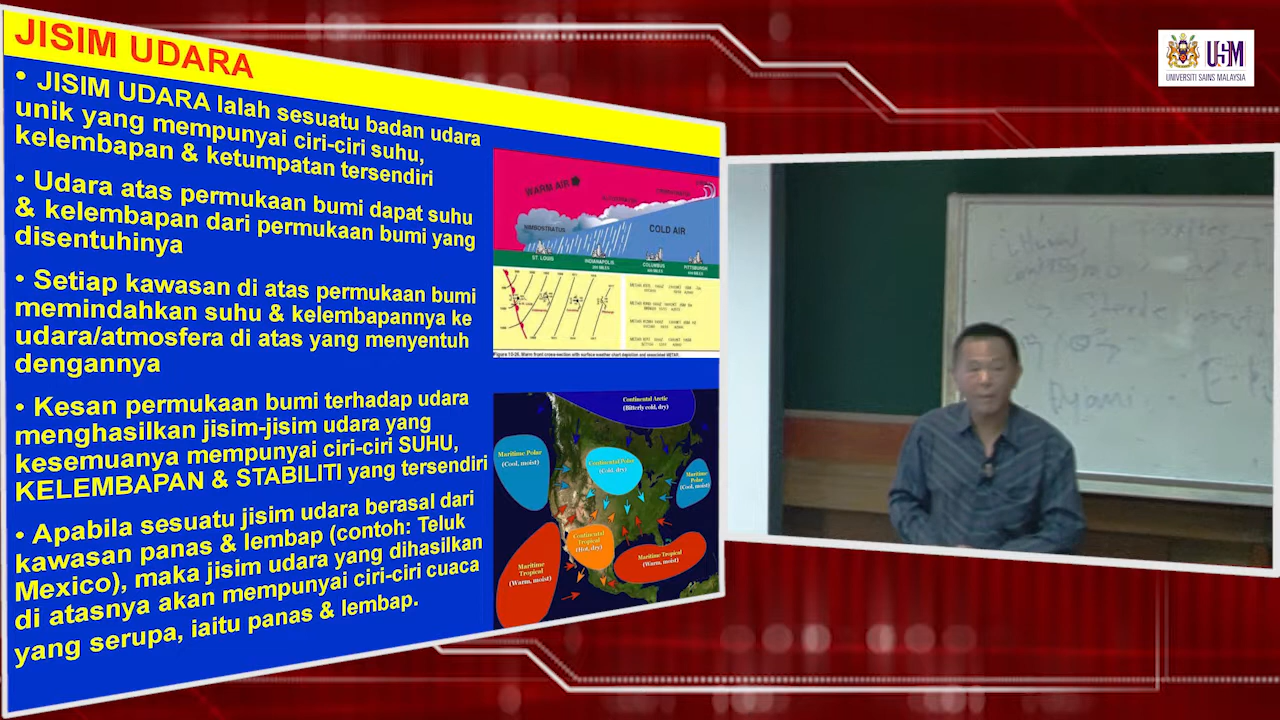 JISIM UDARA
• JISIM UDARA Ialah sesuatu badan udara
unik yang mempunyai ciri-ciri suhu,
kelembapan & ketumpatan tersendiri
• Udara atas permukaan bumi dapat suhu
& kelembapan dari permukaan bumi yang
disentuhinya
• Setiap kawasan di atas permukaan bumi
memindahkan suhu & kelembapannya ke
udara/atmosfera di atas yang menyentuh
dengannya
• Kesan permukaan bumi terhadap udara
menghasilkan jisim-jisim udara yang
kesemuanya mempunyai ciri-ciri SUHU,
KELEMBAPAN & STABILITI yang tersendiri
• Apabila sesuatu jisim udara berasal dari
kawasan panas & lembap (contoh: Teluk
Mexico), maka jisim udara yang dihasilkan
di atasnya akan mempunyai ciri-ciri cuaca
yang serupa, iaitu panas & lembap.
WARM AIR
NIMBOSTRATUS
COLD AIR
ST. LOUIS
INDIANAPOLIS
COLUMBUS
PITTSBURGH
Continental Arctic
(Bitterly cold, dry)
Maritime Polar
(Cool, moist)
Continental Polar
(Cold, dry)
Maritime
Polar
(Cool, moist)
Continental
Tropical
(Hot, dry)
Maritime
Tropical
(Warm, moist)
Maritime Tropical
(Warm, moist)
USM
UNIVERSITI SAINS MALAYSIA